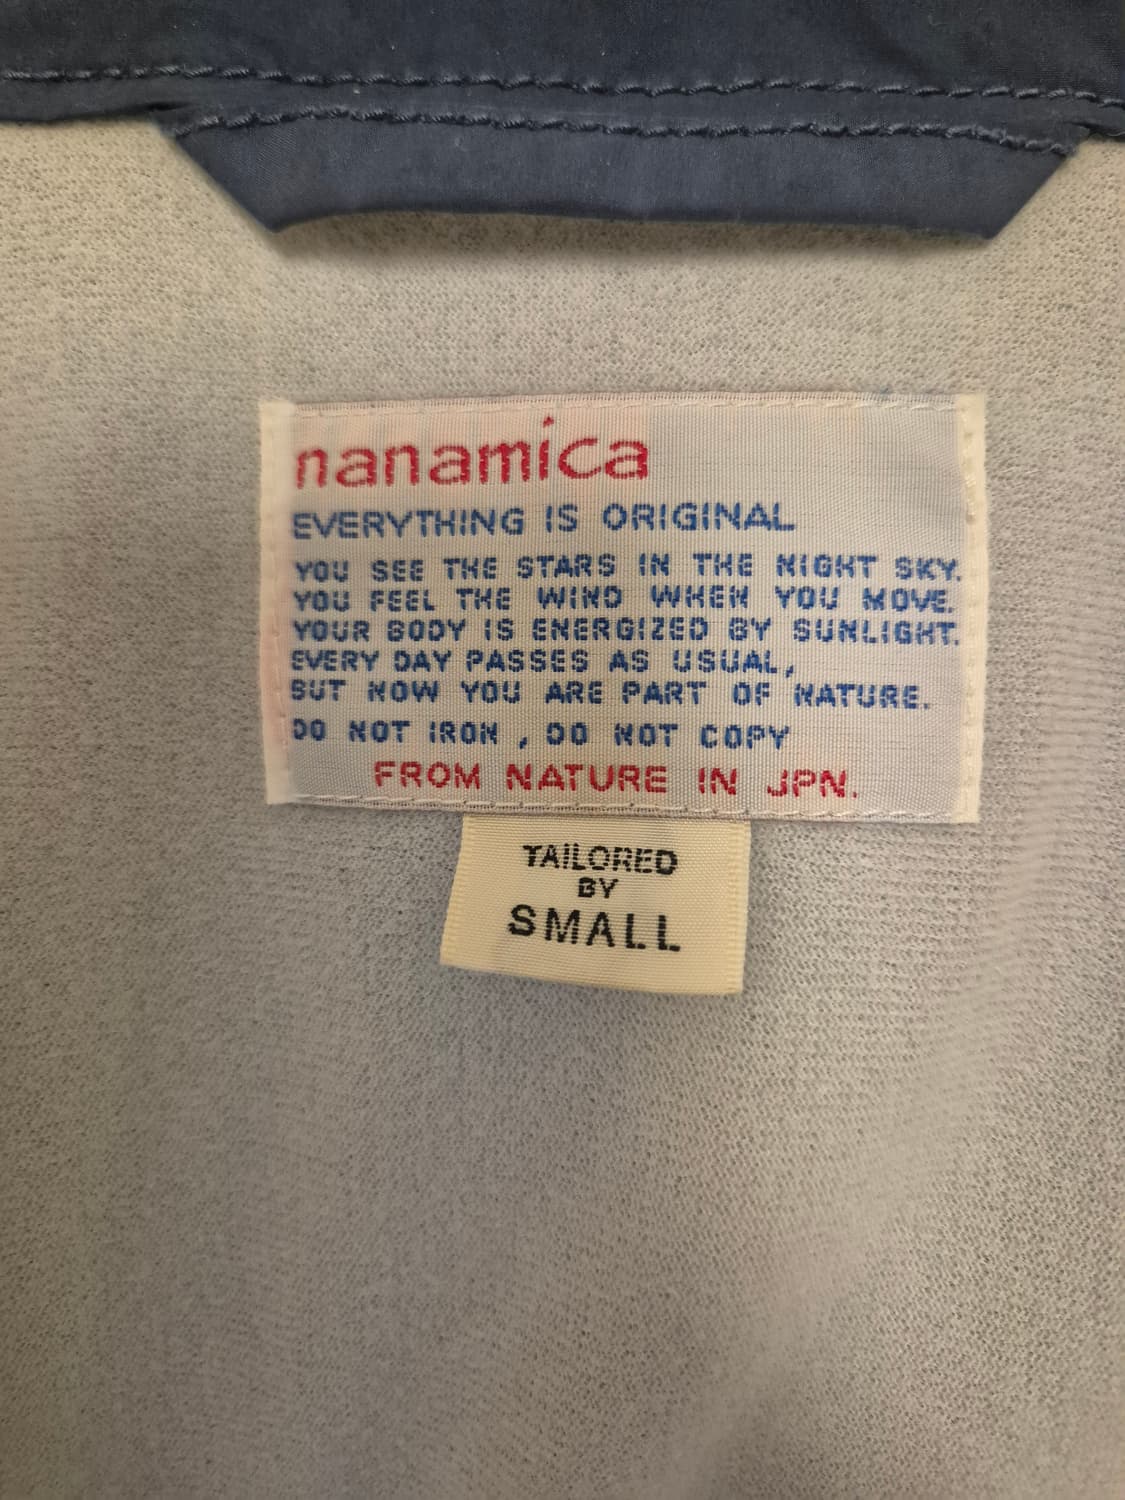 nanamica
EVERYTHING IS ORIGINAL
YOU SEE THE STARS IN THE NIGHT SKY.
YOU FEEL THE WIND WHEN YOU MOVE.
YOUR BODY IS ENERGIZED BY SUNLIGHT.
EVERY DAY PASSES AS USUAL,
BUT NOW YOU ARE PART OF NATURE.
DO NOT IRON , DO NOT COPY
FROM NATURE IN JPN.
TAILORED
BY
SMALL